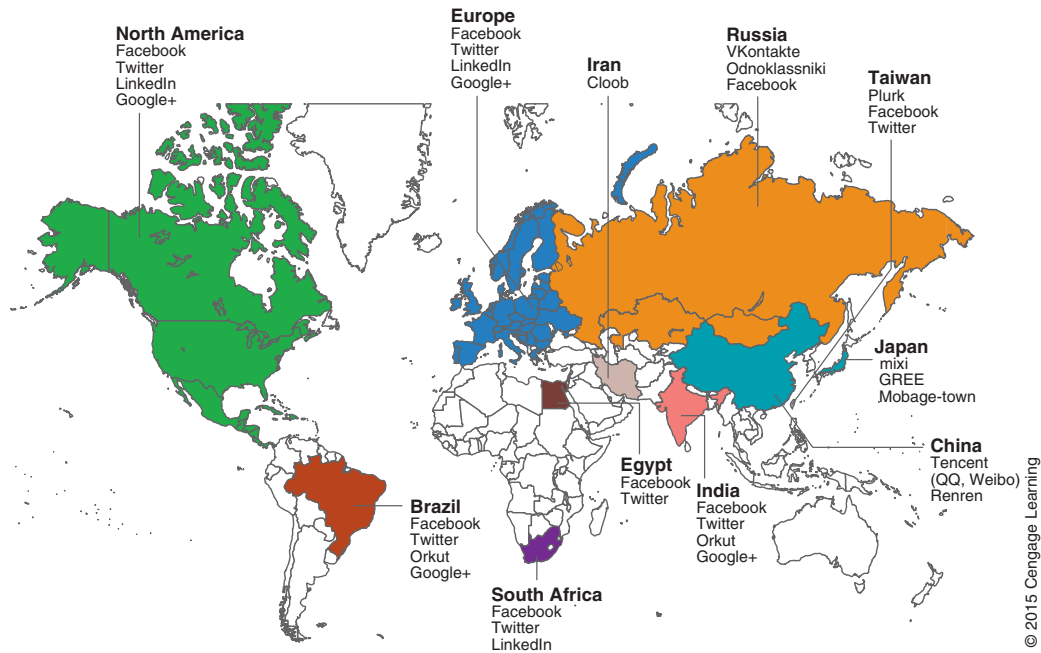 North America
Facebook
Twitter
LinkedIn
Google+
Europe
Facebook
Twitter
LinkedIn
Google+
Iran
Cloob
Russia
VKontakte
Odnoklassniki
Facebook
Taiwan
Plurk
Facebook
Twitter
Japan
mixi
GREE
Mobage-town
China
Tencent
(QQ, Weibo)
Renren
Egypt
Facebook
Twitter
India
Facebook
Twitter
Orkut
Google+
Brazil
Facebook
Twitter
Orkut
Google+
South Africa
Facebook
Twitter
LinkedIn
© 2015 Cengage Learning